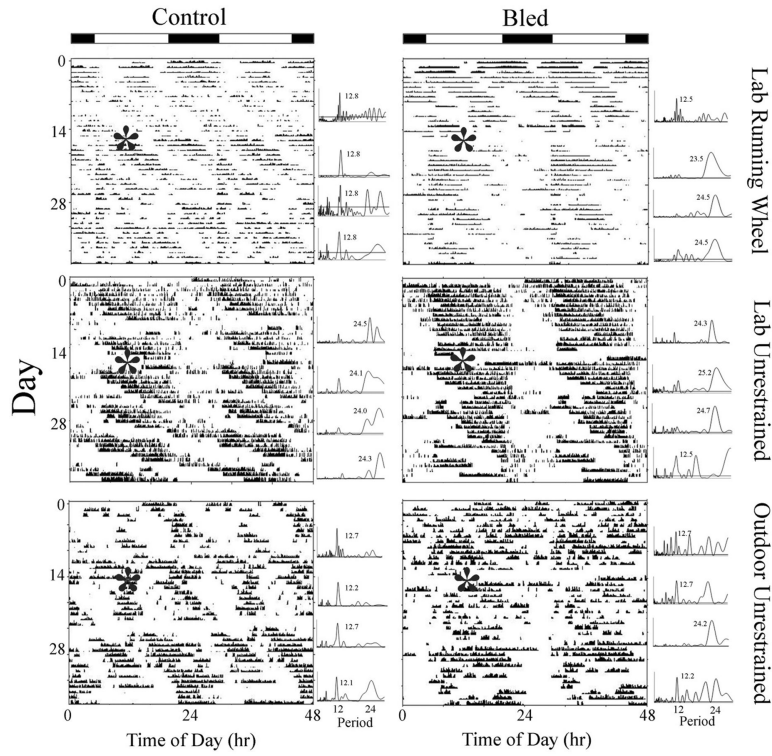 Control
Bled
0
14
28
12.8
12.8
12.8
12.8
12.5
23.5
24.5
24.5
Lab Running Wheel
0
14
28
24.5
24.1
24.0
24.3
24.3
25.2
24.7
12.5
Lab Unrestrained
Day
0
14
28
12.7
12.2
12.7
12.1
12.7
12.7
24.2
12.2
Outdoor Unrestrained
0 24 48
12 24
Period
Time of Day (hr)
0 24 48
12 24
Period
Time of Day (hr)